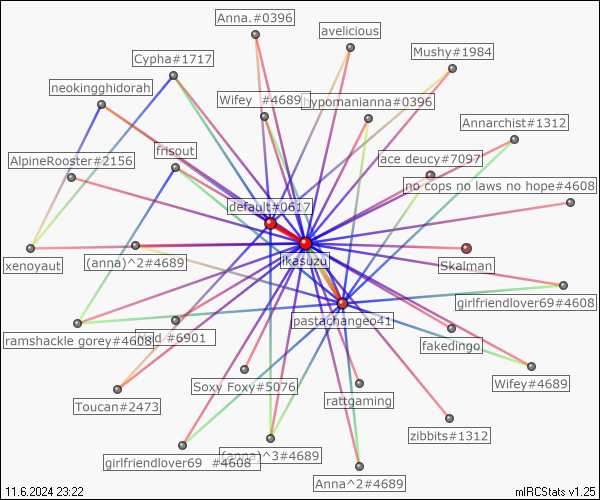 Anna.#0396
avelicious
Mushy#1984
Cypha#1717
neokingghidorah
Wifey #4689
hypomanianna#0396
Annarchist#1312
frisout
AlpineRooster#2156
ace deucy#7097
no cops no laws no hope#4608
default#0617
ikasuzu
(anna)^2#4689
xenoyaut
Skalman
girlfriendlover69#4608
pastachangeo41
ramshackle gorey#4608
#6901
fakedingo
Soxy Foxy#5076
Wifey#4689
rattgaming
Toucan#2473
zibbits#1312
(anna)^3#4689
girlfriendlover69 #4608
Anna^2#4689
11.6.2024 23:22
mIRCStats v1.25